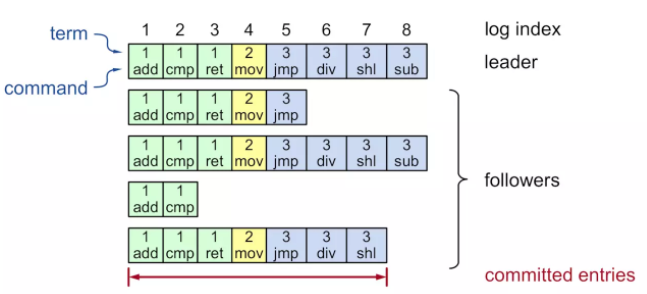 1 2 3 4 5 6 7 8 log index
term
1 1 1 2 3 3 3 3 leader
add cmp ret mov jmp div shl sub
command
1 1 1 2 3
add cmp ret mov jmp
1 1 1 2 3 3 3 3
add cmp ret mov jmp div shl sub
followers
1 1
add cmp
1 1 1 2 3 3 3
add cmp ret mov jmp div shl
committed entries